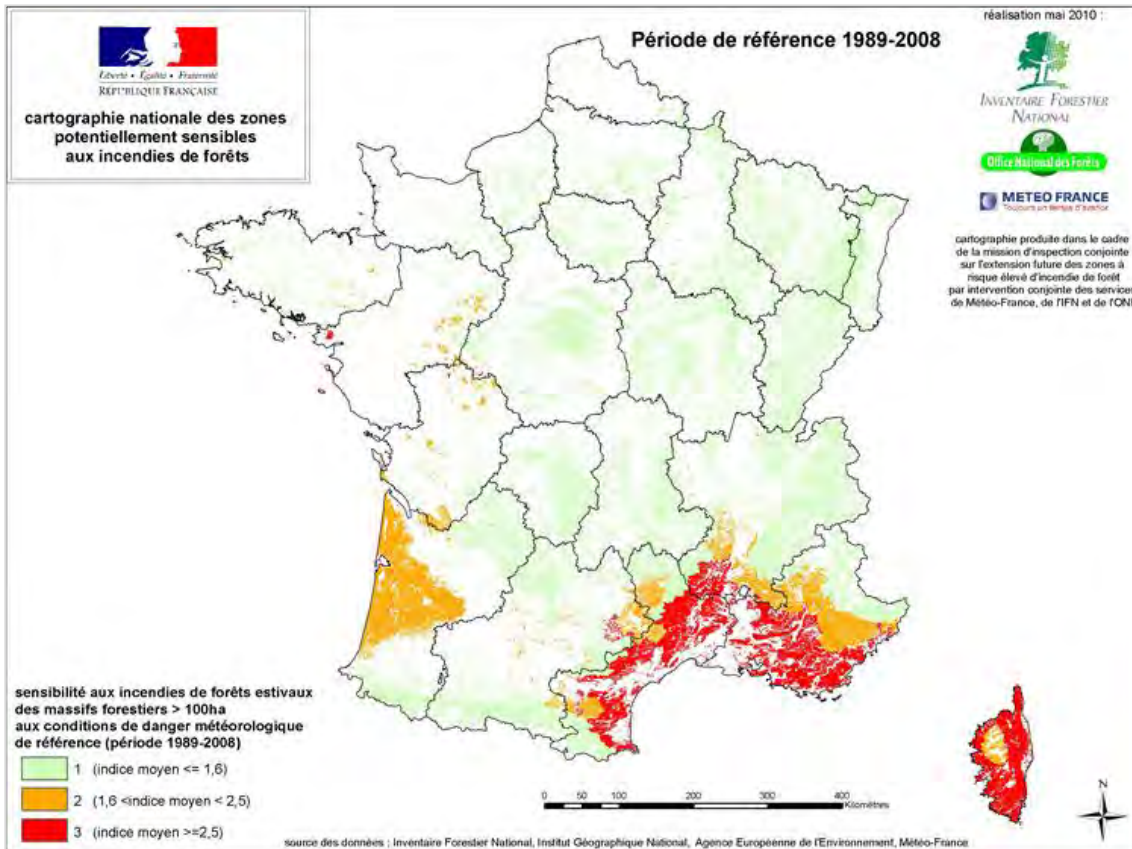 Liberté • Égalité • Fraternité
RÉPUBLIQUE FRANÇAISE
cartographie nationale des zones
potentiellement sensibles
aux incendies de forêts
Période de référence 1989-2008
réalisation mai 2010 :
INVENTAIRE FORESTIER
NATIONAL
Office National des Forêts
METEO FRANCE
Toujours un temps d'avance
cartographie produite dans le cadre
de la mission d'inspection conjointe
sur l'extension future des zones à
risque élevé d'incendie de forêt
par intervention conjointe des services
de Météo-France, de l'IFN et de l'ONF
sensibilité aux incendies de forêts estivaux
des massifs forestiers > 100ha
aux conditions de danger météorologique
de référence (période 1989-2008)
1 (indice moyen <= 1,6)
2 (1,6 <indice moyen < 2,5)
3 (indice moyen >=2,5)
0 50 100 200 300 400
Kilomètres
N
source des données : Inventaire Forestier National, Institut Géographique National, Agence Européenne de l'Environnement, Météo-France